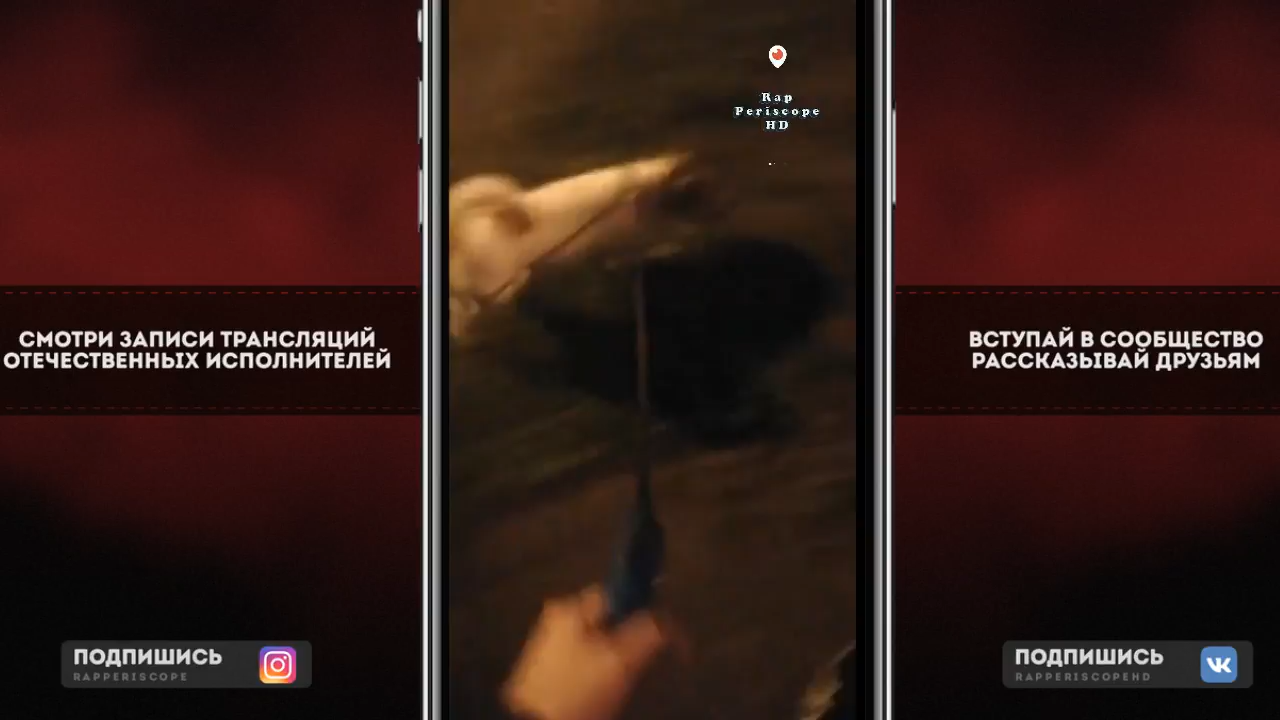 Rap
Periscope
HD
СМОТРИ ЗАПИСИ ТРАНСЛЯЦИЙ
ОТЕЧЕСТВЕННЫХ ИСПОЛНИТЕЛЕЙ
ВСТУПАЙ В СООБЩЕСТВО
РАССКАЗЫВАЙ ДРУЗЬЯМ
ПОДПИШИСЬ
RAPPERISCOPE
ПОДПИШИСЬ
RAPPERISCOPEHD